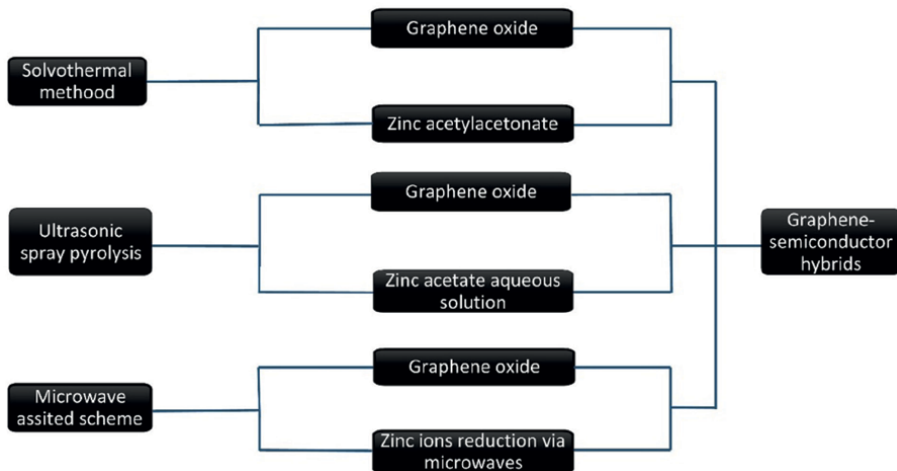 Graphene oxide
Solvothermal
methood
Zinc acetylacetonate
Graphene oxide
Ultrasonic
spray pyrolysis
Zinc acetate aqueous
solution
Graphene-
semiconductor
hybrids
Graphene oxide
Microwave
assited scheme
Zinc ions reduction via
microwaves